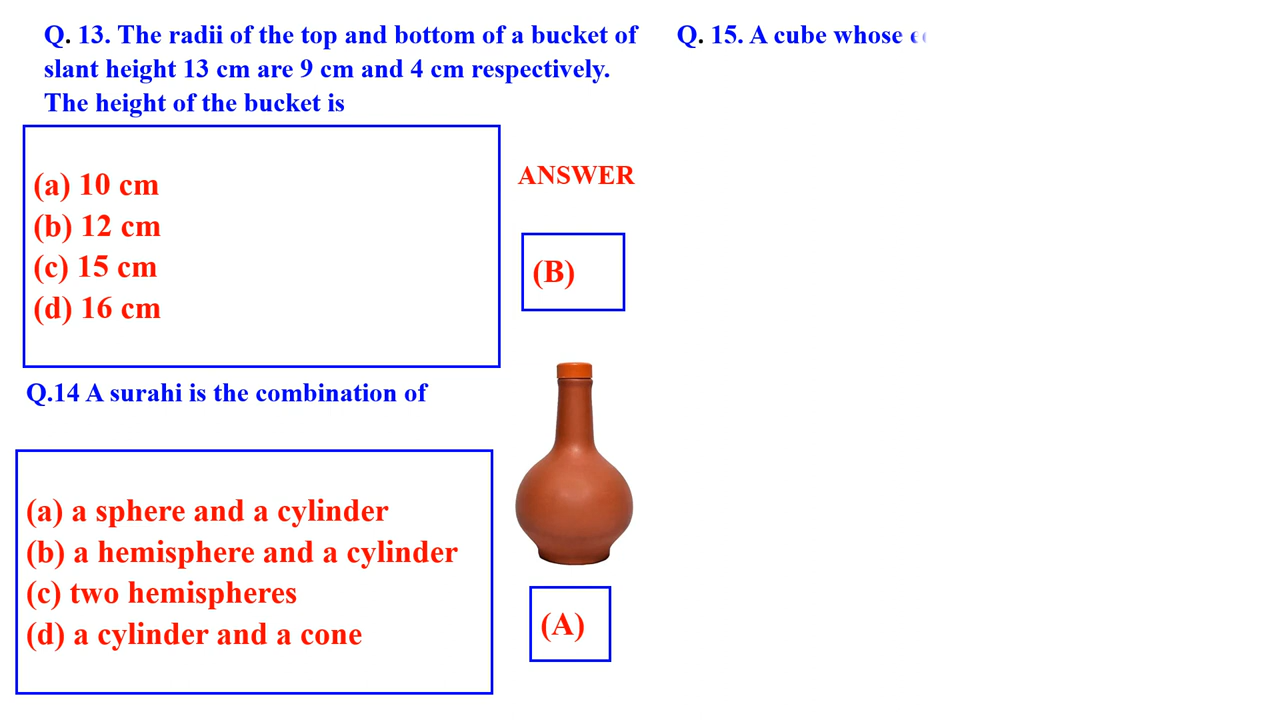 Q. 13. The radii of the top and bottom of a bucket of
slant height 13 cm are 9 cm and 4 cm respectively.
The height of the bucket is
(a) 10 cm
(b) 12 cm
(c) 15 cm
(d) 16 cm
ANSWER
(B)
Q.14 A surahi is the combination of
(a) a sphere and a cylinder
(b) a hemisphere and a cylinder
(c) two hemispheres
(d) a cylinder and a cone
(A)
Q. 15. A cube whose